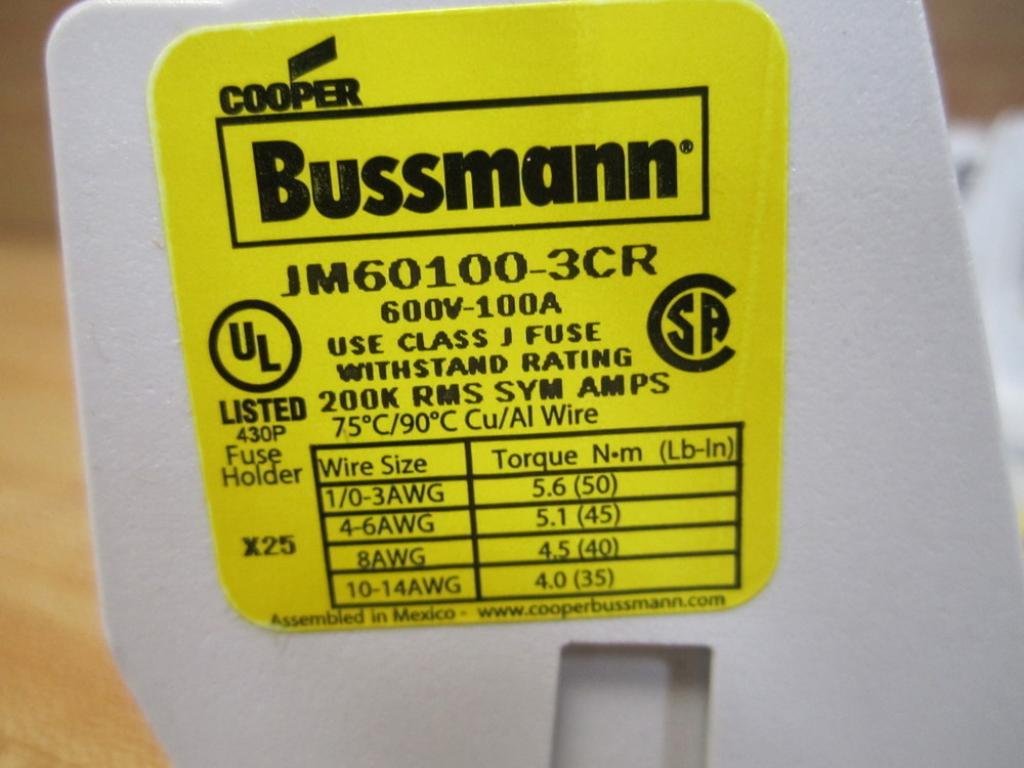 COOPER
Bussmann®
JM60100-3CR
600V-100A
USE CLASS J FUSE
WITHSTAND RATING
200K RMS SYM AMPS
75°C/90°C Cu/Al Wire
UL
LISTED
430P
Fuse
Holder
X25
SA
Wire Size Torque N•m (Lb-In)
1/0-3AWG 5.6 (50)
4-6AWG 5.1 (45)
8AWG 4.5 (40)
10-14AWG 4.0 (35)
Assembled in Mexico - www.cooperbussmann.com